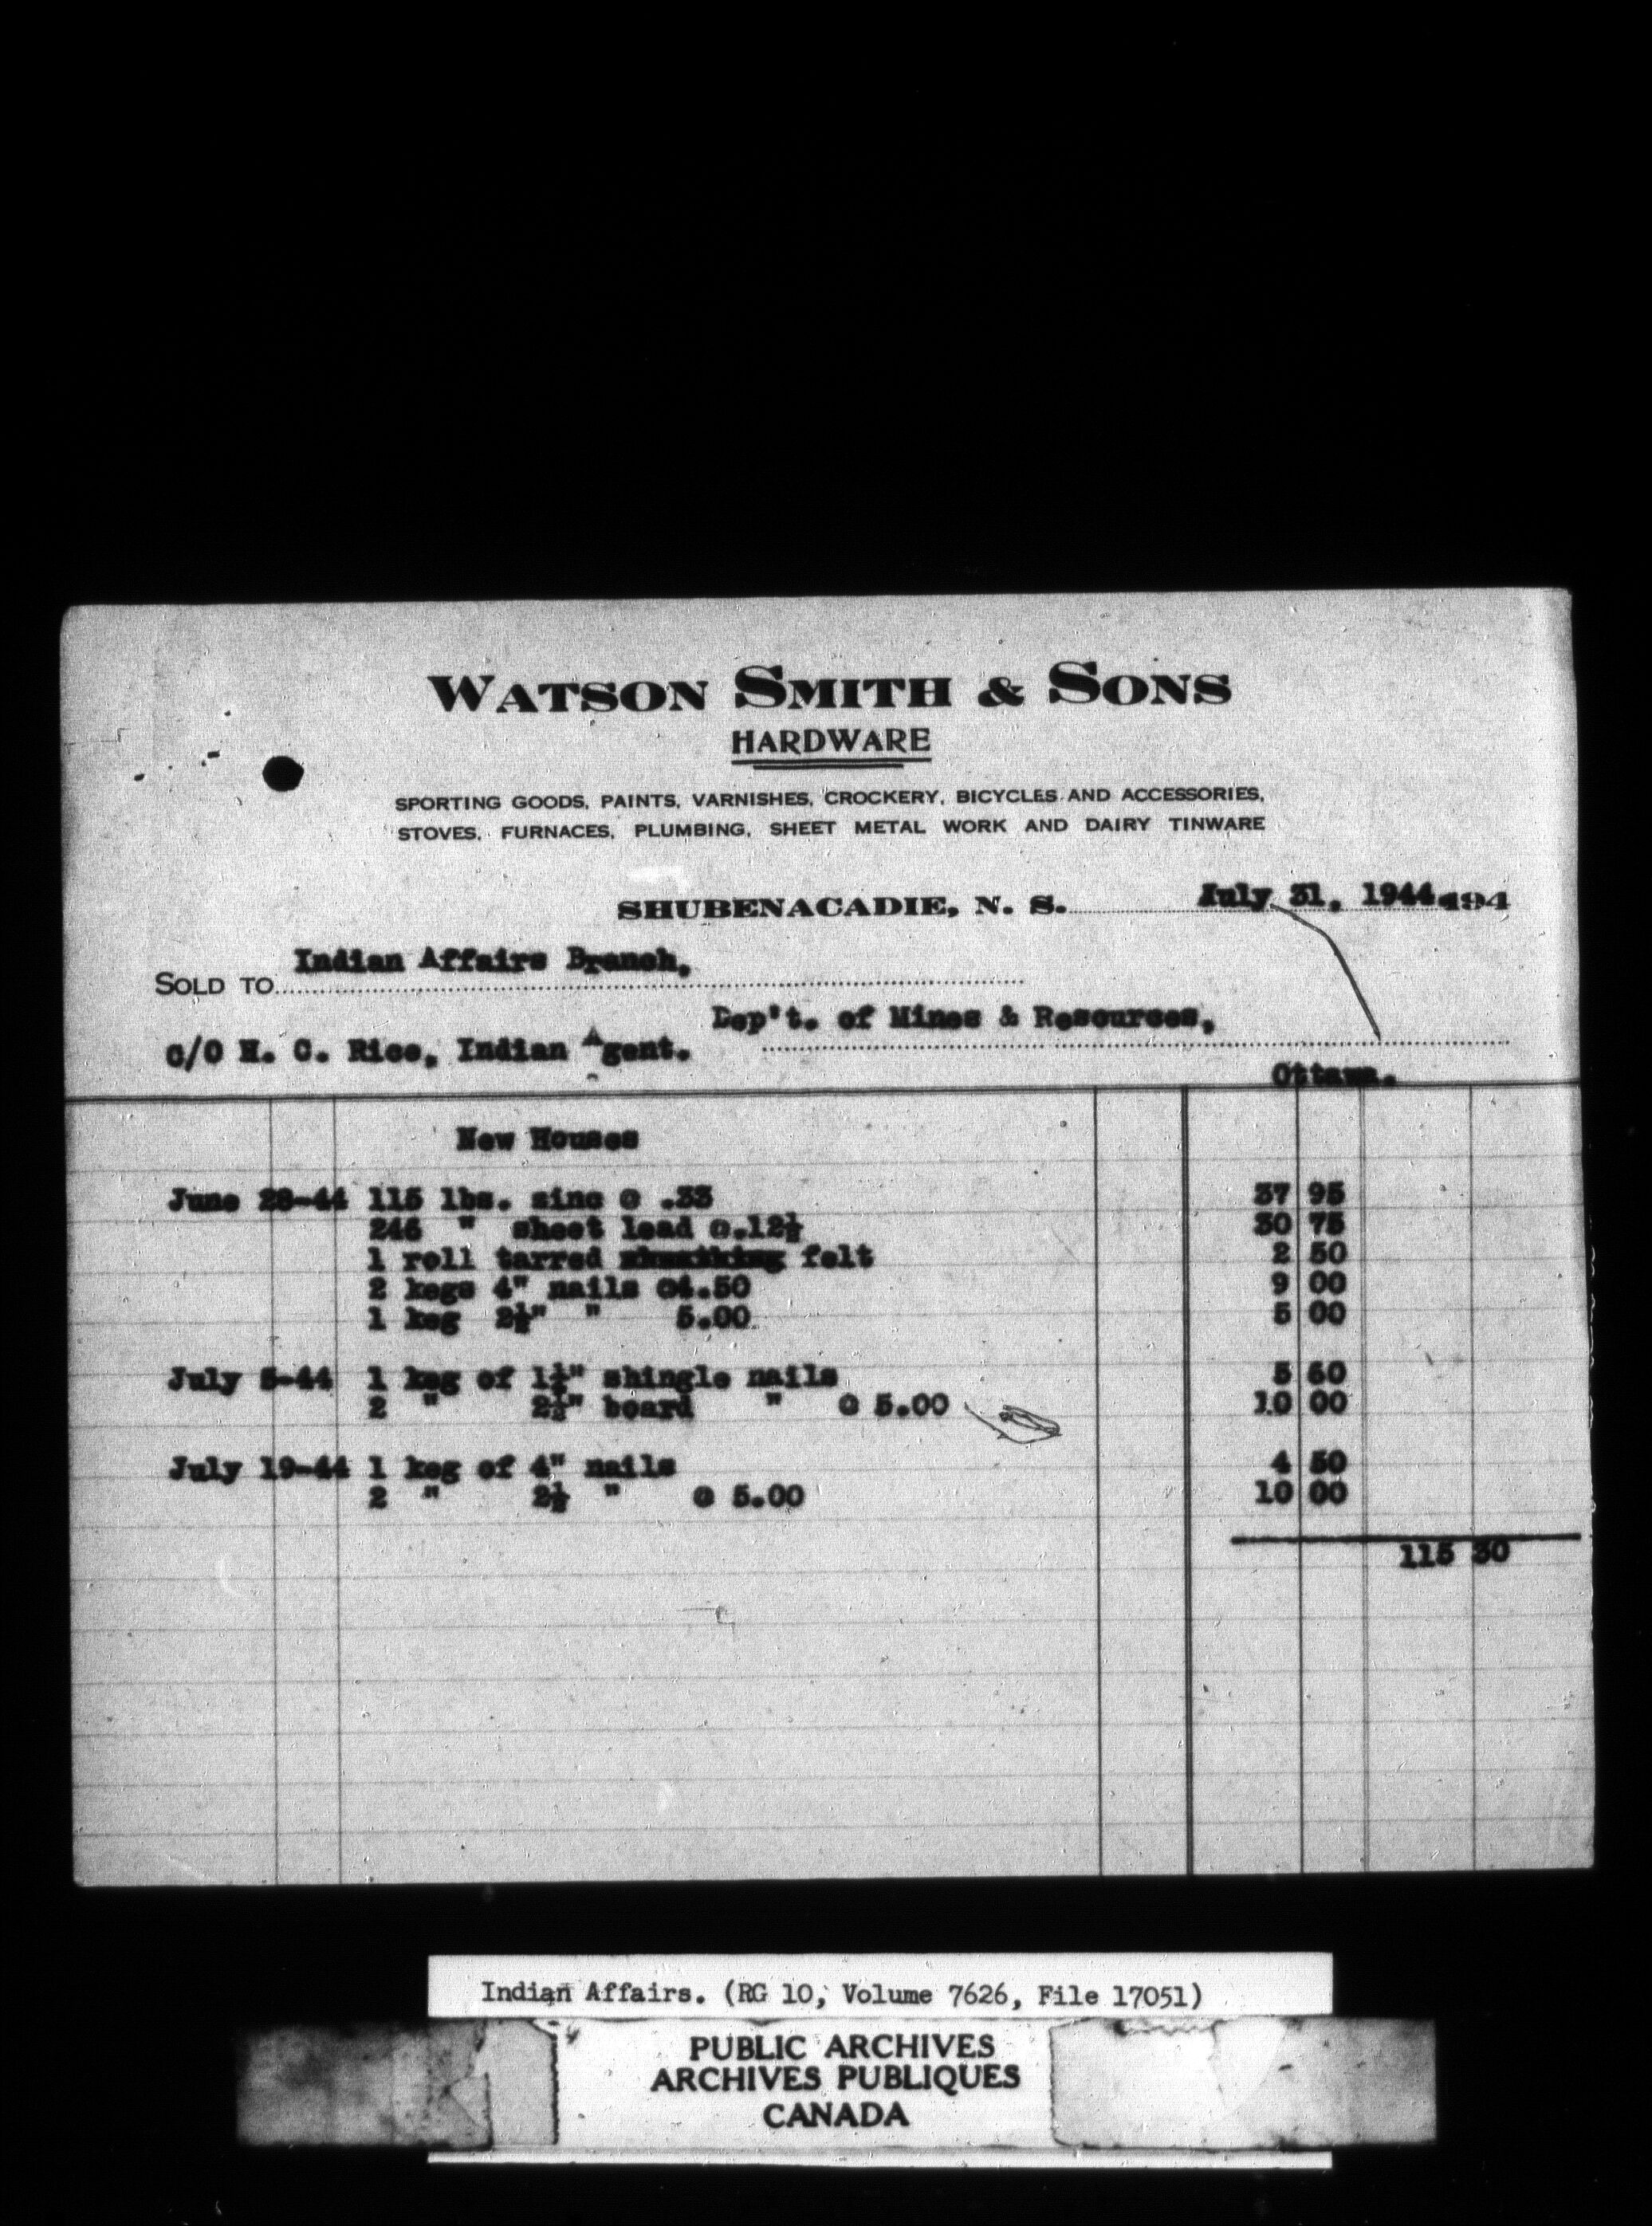 WATSON SMITH & SONS
HARDWARE
SPORTING GOODS, PAINTS, VARNISHES, CROCKERY, BICYCLES AND ACCESSORIES,
STOVES, FURNACES, PLUMBING, SHEET METAL WORK AND DAIRY TINWARE
SHUBENACADIE, N. S. July 31, 1944. 194
SOLD TO Indian Affairs Branch,
Dep't. of Mines & Resources,
c/O H. C. Rice, Indian Agent.
Ottawa.
New Houses
June 28-44 115 lbs. zinc @ .33 37 95
246 " sheet lead @.12½ 30 75
1 roll tarred felt 2 50
2 kegs 4" nails @4.50 9 00
1 keg 2½" " 5.00 5 00
July 5-44 1 keg of 1¼" shingle nails 5 60
2 " 2½" board " @ 5.00 10 00
July 19-44 1 keg of 4" nails 4 50
2 " 2½ " @ 5.00 10 00
115 30
Indian Affairs. (RG 10, Volume 7626, File 17051)
PUBLIC ARCHIVES
ARCHIVES PUBLIQUES
CANADA